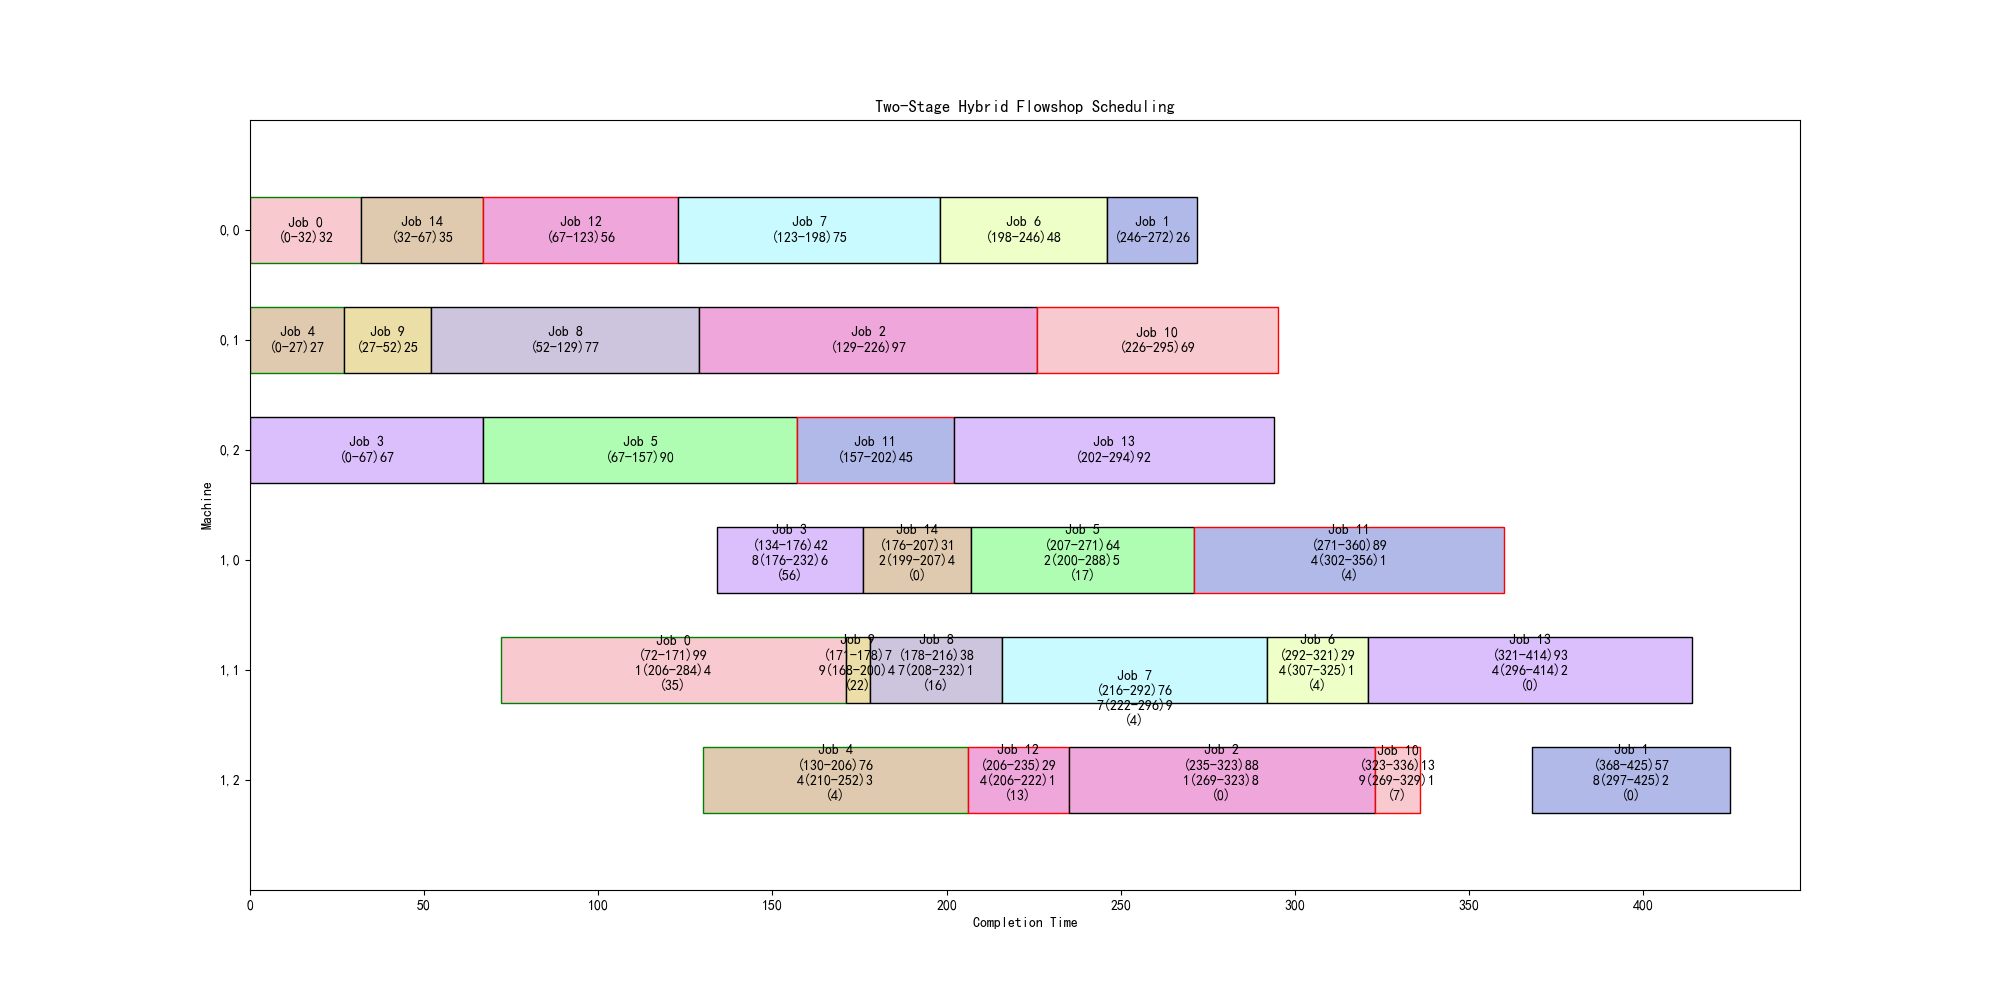 Two-Stage Hybrid Flowshop Scheduling
Machine
0,0
Job 0
(0-32)32
Job 14
(32-67)35
Job 12
(67-123)56
Job 7
(123-198)75
Job 6
(198-246)48
Job 1
(246-272)26
0,1
Job 4
(0-27)27
Job 9
(27-52)25
Job 8
(52-129)77
Job 2
(129-226)97
Job 10
(226-295)69
0,2
Job 3
(0-67)67
Job 5
(67-157)90
Job 11
(157-202)45
Job 13
(202-294)92
1,0
Job 3
(134-176)42
8(176-232)6
(56)
Job 14
(176-207)31
2(199-207)4
(0)
Job 5
(207-271)64
2(200-288)5
(17)
Job 11
(271-360)89
4(302-356)1
(4)
1,1
Job 0
(72-171)99
1(206-284)4
(35)
Job 9
(171-178)7
9(168-200)4
(22)
Job 8
(178-216)38
7(208-232)1
(16)
Job 7
(216-292)76
7(222-296)9
(4)
Job 6
(292-321)29
4(307-325)1
(4)
Job 13
(321-414)93
4(296-414)2
(0)
1,2
Job 4
(130-206)76
4(210-252)3
(4)
Job 12
(206-235)29
4(206-222)1
(13)
Job 2
(235-323)88
1(269-323)8
(0)
Job 10
(323-336)13
9(269-329)1
(7)
Job 1
(368-425)57
8(297-425)2
(0)
0 50 100 150 200 250 300 350 400
Completion Time